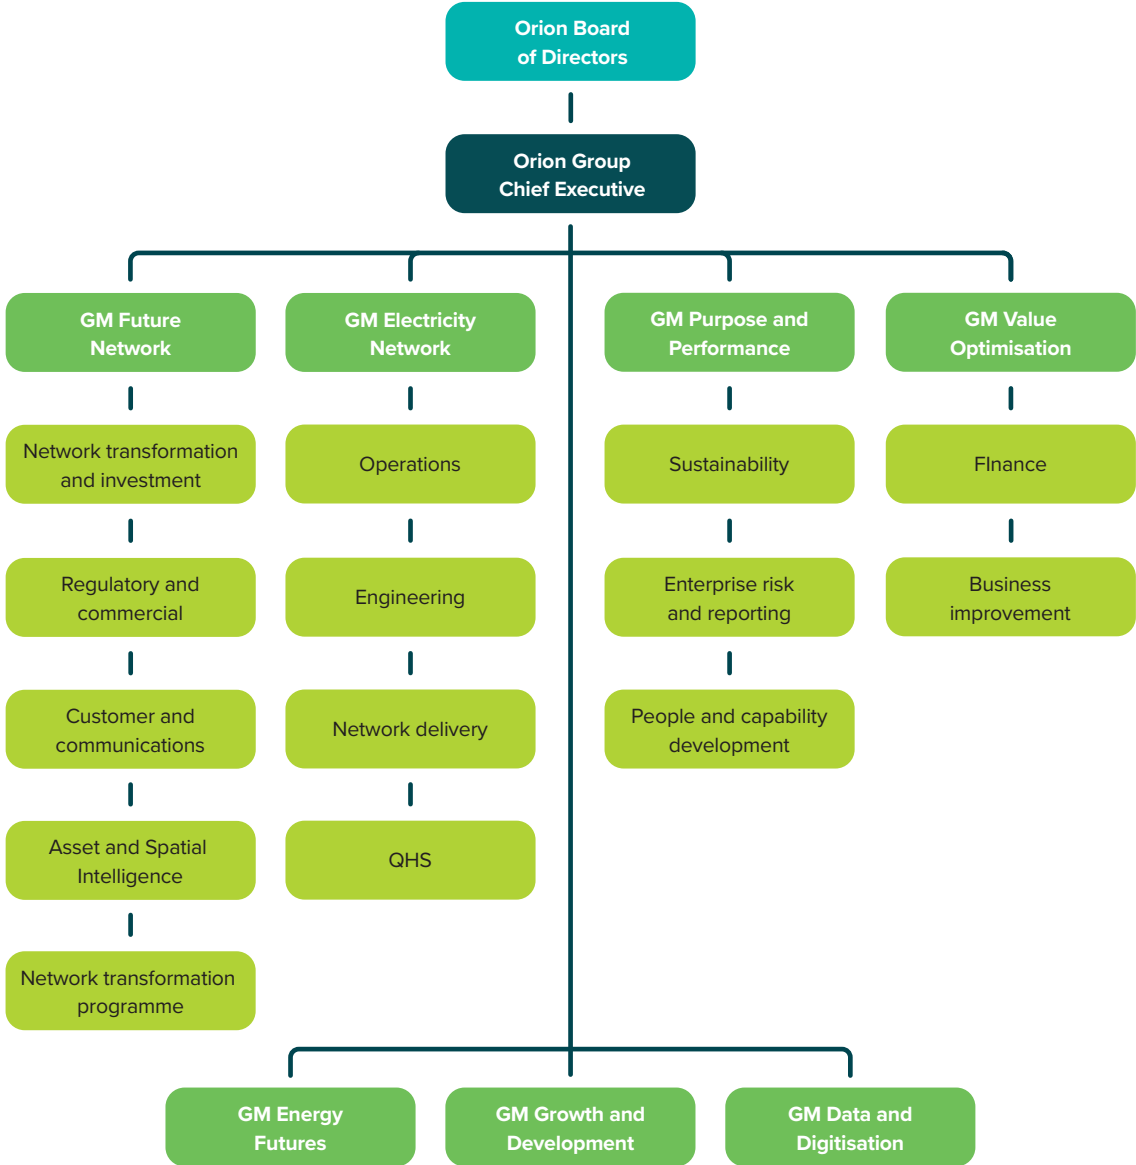 Orion Board
of Directors
Orion Group
Chief Executive
GM Future
Network
GM Electricity
Network
GM Purpose and
Performance
GM Value
Optimisation
Network transformation
and investment
Operations
Sustainability
FInance
Regulatory and
commercial
Engineering
Enterprise risk
and reporting
Business
improvement
Customer and
communications
Network delivery
People and capability
development
Asset and Spatial
Intelligence
QHS
Network transformation
programme
GM Energy
Futures
GM Growth and
Development
GM Data and
Digitisation